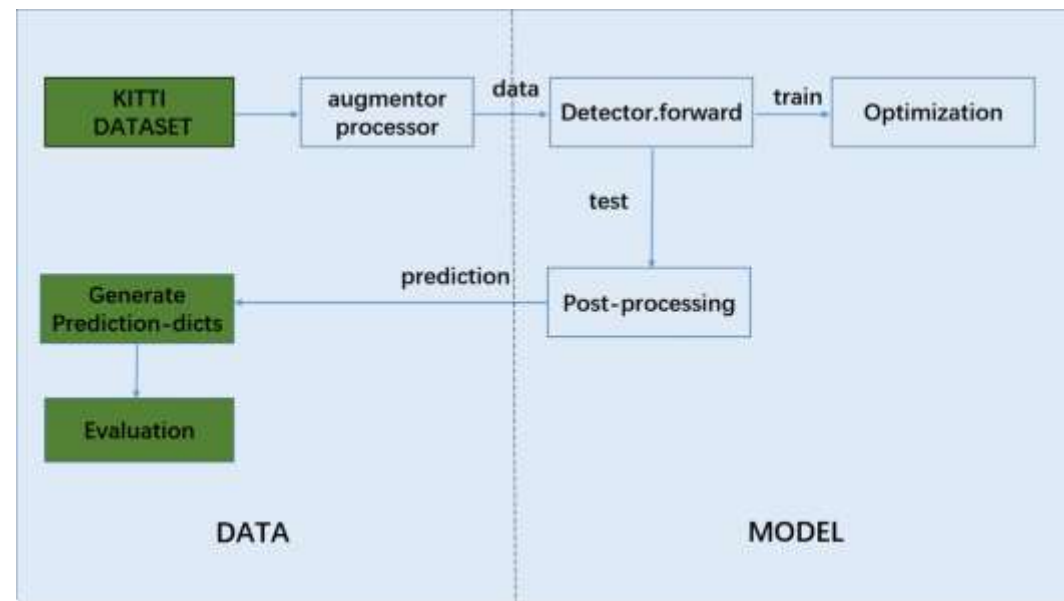 KITTI
DATASET
augmentor
processor
data
Detector.forward
train
Optimization
test
prediction
Generate
Prediction-dicts
Post-processing
Evaluation
DATA
MODEL